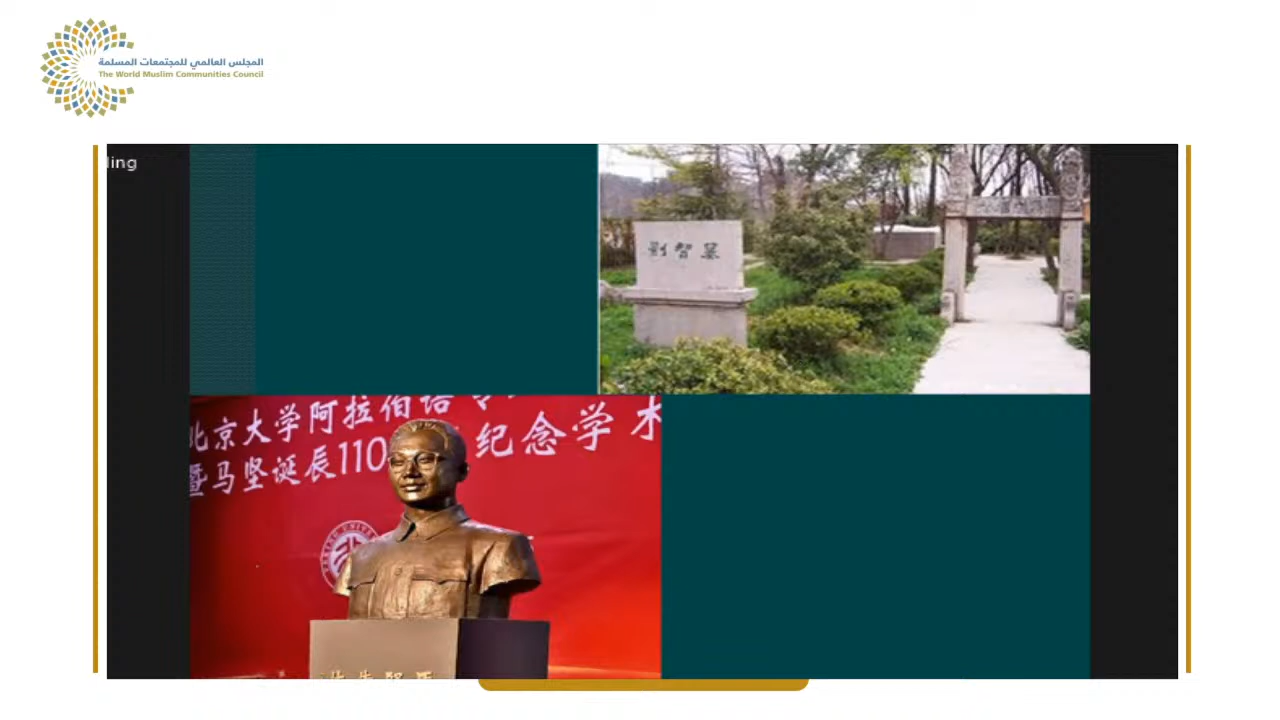 المجلس العالمي للمجتمعات المسلمة
The World Muslim Communities Council
ling
刘智墓
北京大学阿拉伯语
暨马坚诞辰110 纪念学术